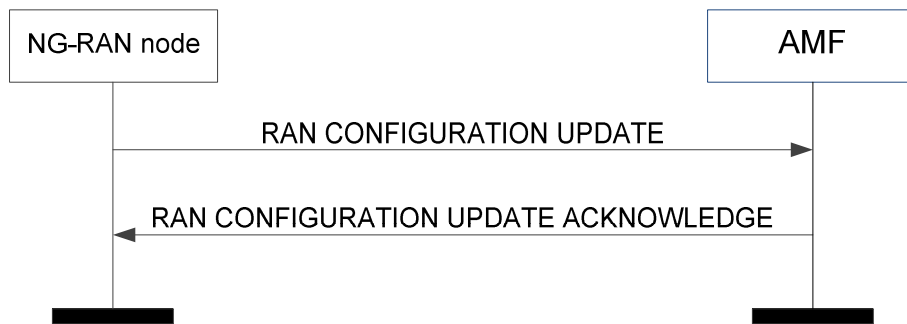 NG-RAN node
AMF
RAN CONFIGURATION UPDATE
RAN CONFIGURATION UPDATE ACKNOWLEDGE